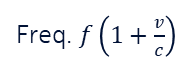 Freq. f(1 + v/c)